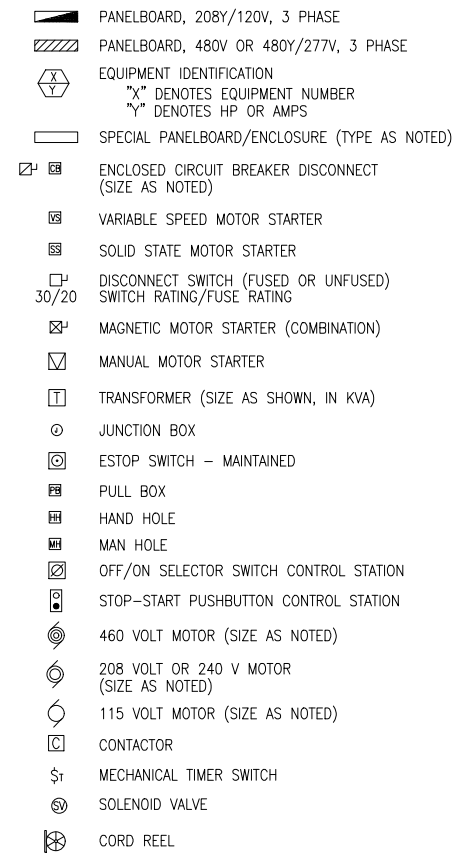 PANELBOARD, 208Y/120V, 3 PHASE
PANELBOARD, 480V OR 480Y/277V, 3 PHASE
X
Y
EQUIPMENT IDENTIFICATION
"X" DENOTES EQUIPMENT NUMBER
"Y" DENOTES HP OR AMPS
SPECIAL PANELBOARD/ENCLOSURE (TYPE AS NOTED)
CB ENCLOSED CIRCUIT BREAKER DISCONNECT
(SIZE AS NOTED)
VS VARIABLE SPEED MOTOR STARTER
SS SOLID STATE MOTOR STARTER
DISCONNECT SWITCH (FUSED OR UNFUSED)
30/20 SWITCH RATING/FUSE RATING
MAGNETIC MOTOR STARTER (COMBINATION)
MANUAL MOTOR STARTER
T TRANSFORMER (SIZE AS SHOWN, IN KVA)
J JUNCTION BOX
ESTOP SWITCH – MAINTAINED
PB PULL BOX
HH HAND HOLE
MH MAN HOLE
OFF/ON SELECTOR SWITCH CONTROL STATION
STOP-START PUSHBUTTON CONTROL STATION
460 VOLT MOTOR (SIZE AS NOTED)
208 VOLT OR 240 V MOTOR
(SIZE AS NOTED)
115 VOLT MOTOR (SIZE AS NOTED)
C CONTACTOR
$T MECHANICAL TIMER SWITCH
SV SOLENOID VALVE
CORD REEL